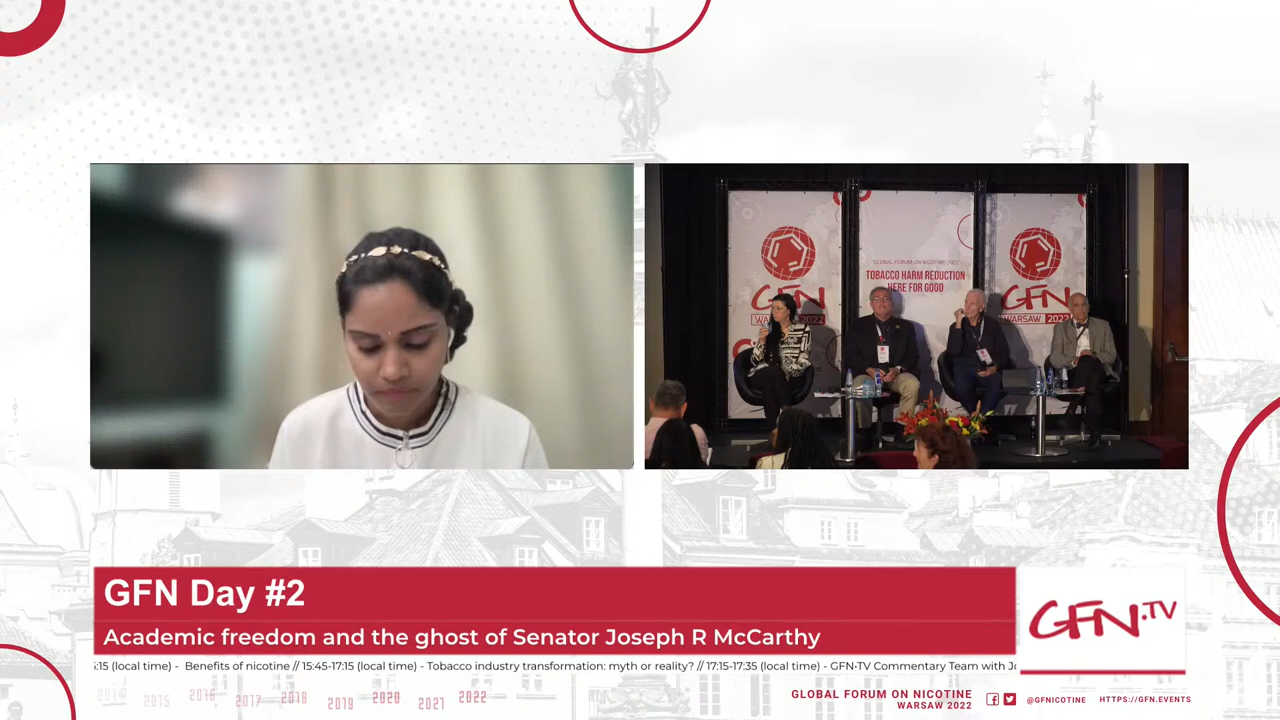 GLOBAL FORUM ON NICOTINE 2022
TOBACCO HARM REDUCTION
HERE FOR GOOD
GFN
WARSAW 2022
GFN
WARSAW 2022
GFN Day #2
Academic freedom and the ghost of Senator Joseph R McCarthy
:15 (local time) - Benefits of nicotine // 15:45-17:15 (local time) - Tobacco industry transformation: myth or reality? // 17:15-17:35 (local time) - GFN•TV Commentary Team with Jo
GFN.TV
2014 2015 2016 2017 2018 2019 2020 2021 2022
GLOBAL FORUM ON NICOTINE
WARSAW 2022
@GFNICOTINE
HTTPS://GFN.EVENTS